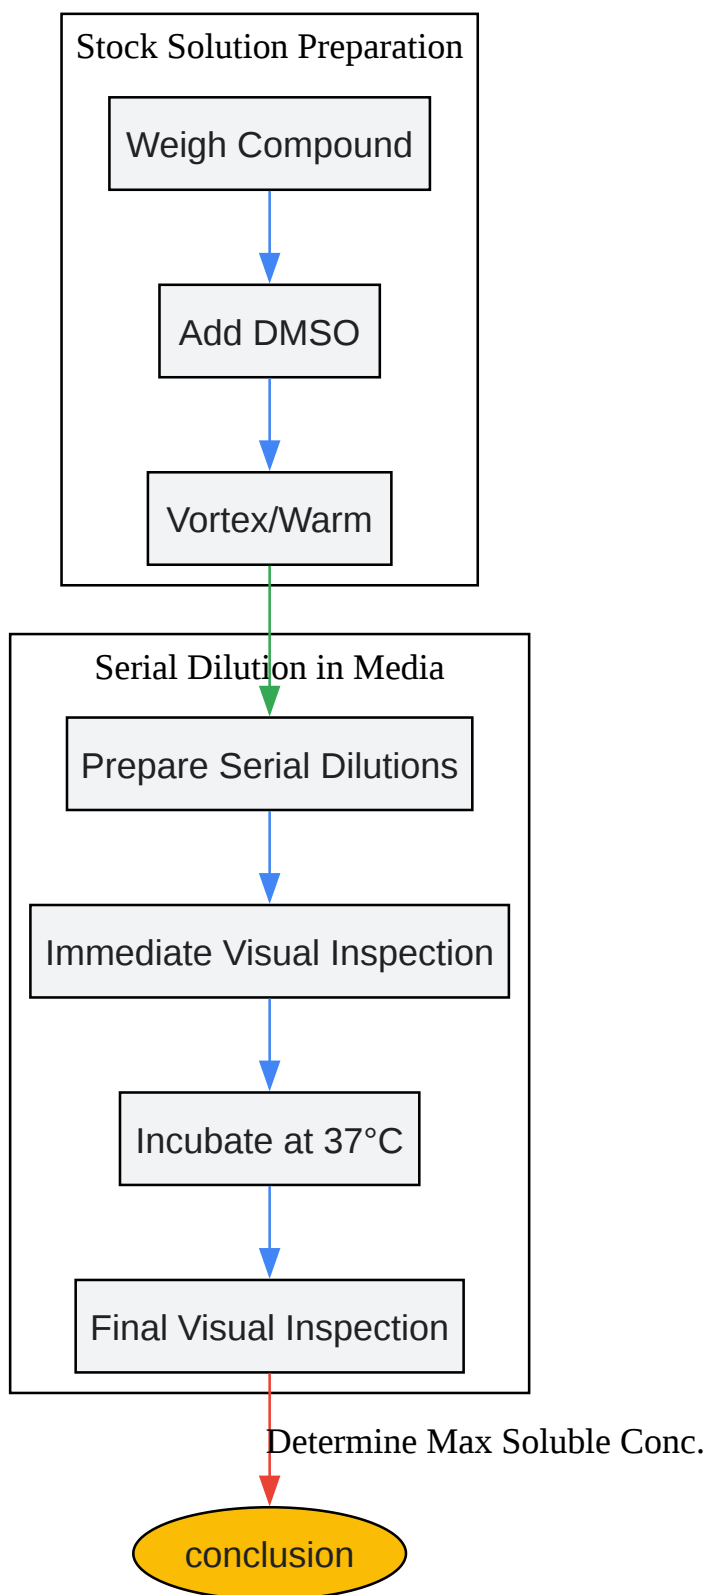 Stock Solution Preparation
Weigh Compound
Add DMSO
Vortex/Warm
Serial Dilution in Media
Prepare Serial Dilutions
Immediate Visual Inspection
Incubate at 37°C
Final Visual Inspection
Determine Max Soluble Conc.
conclusion